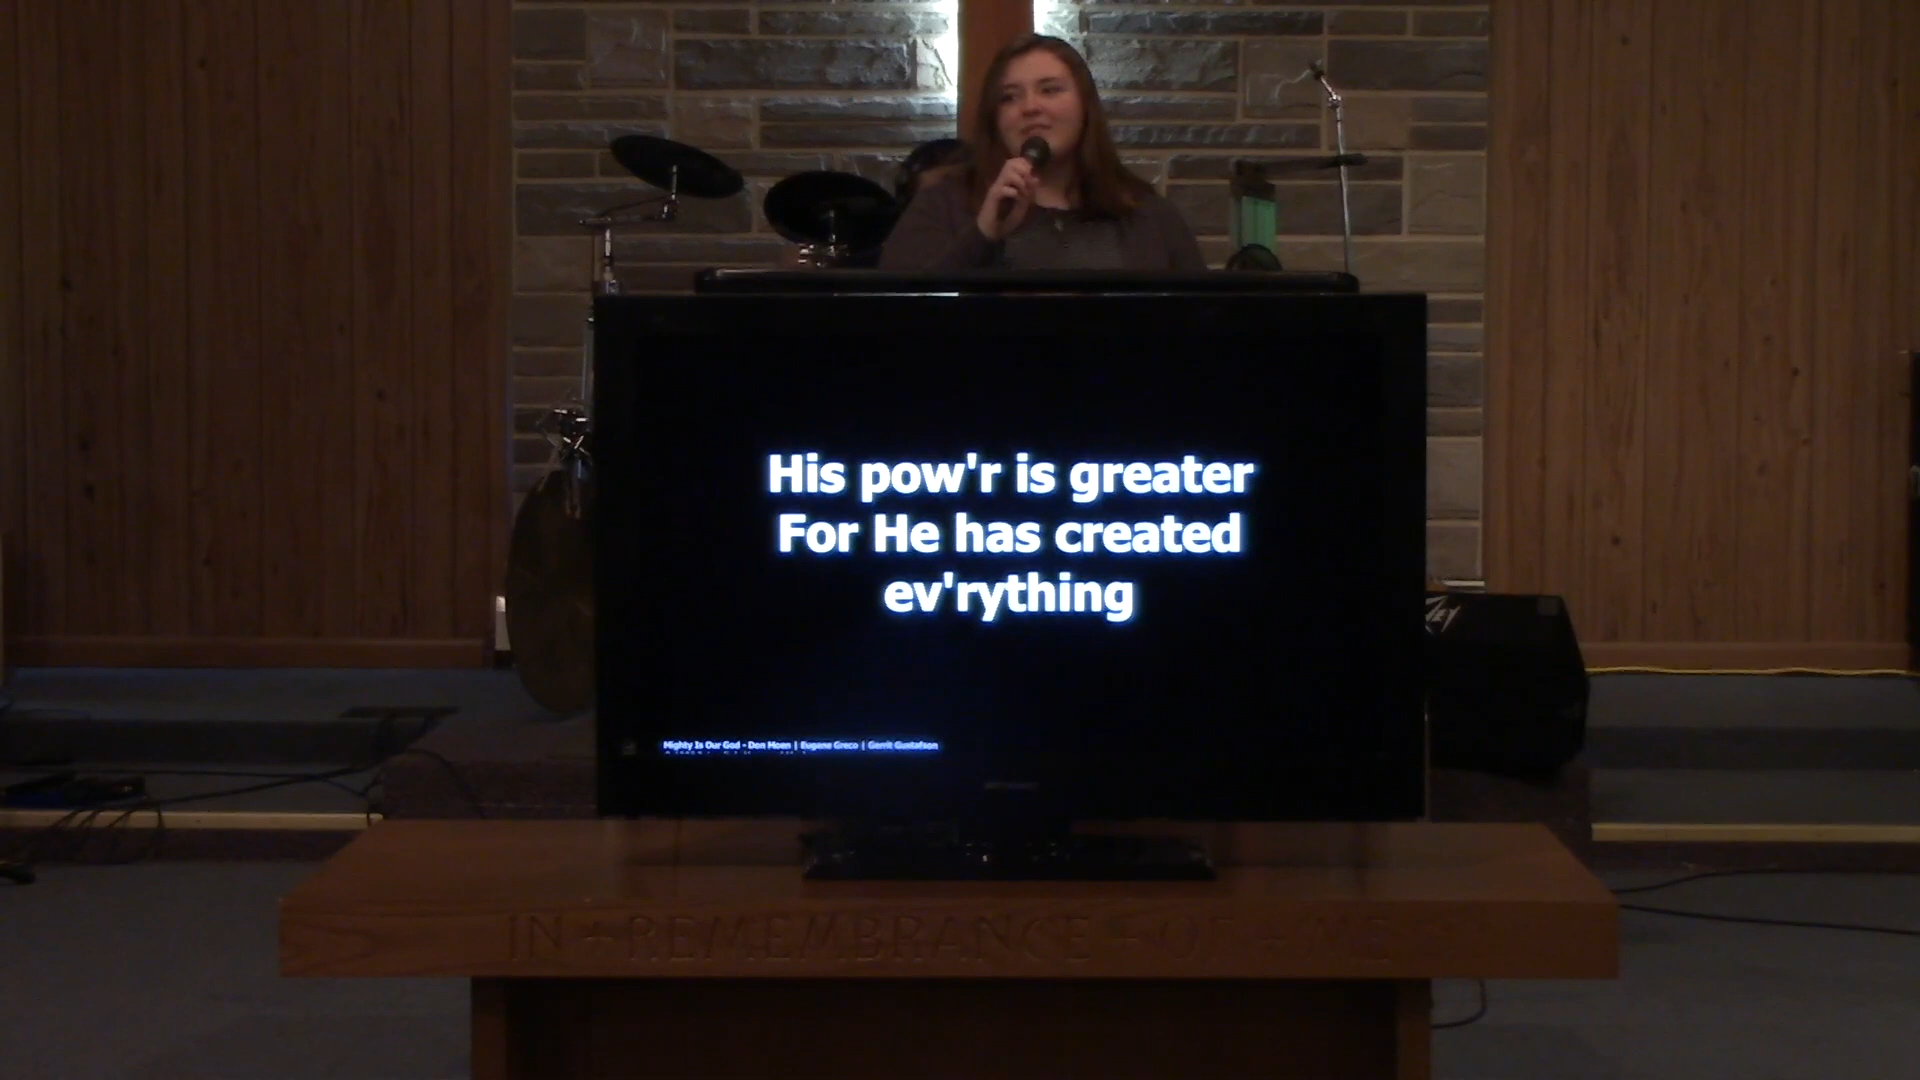 His pow'r is greater
For He has created
ev'rything
Mighty Is Our God - Don Moen | Eugene Greco | Gerrit Gustafson
IN + REMEMBRANCE + OF + ME